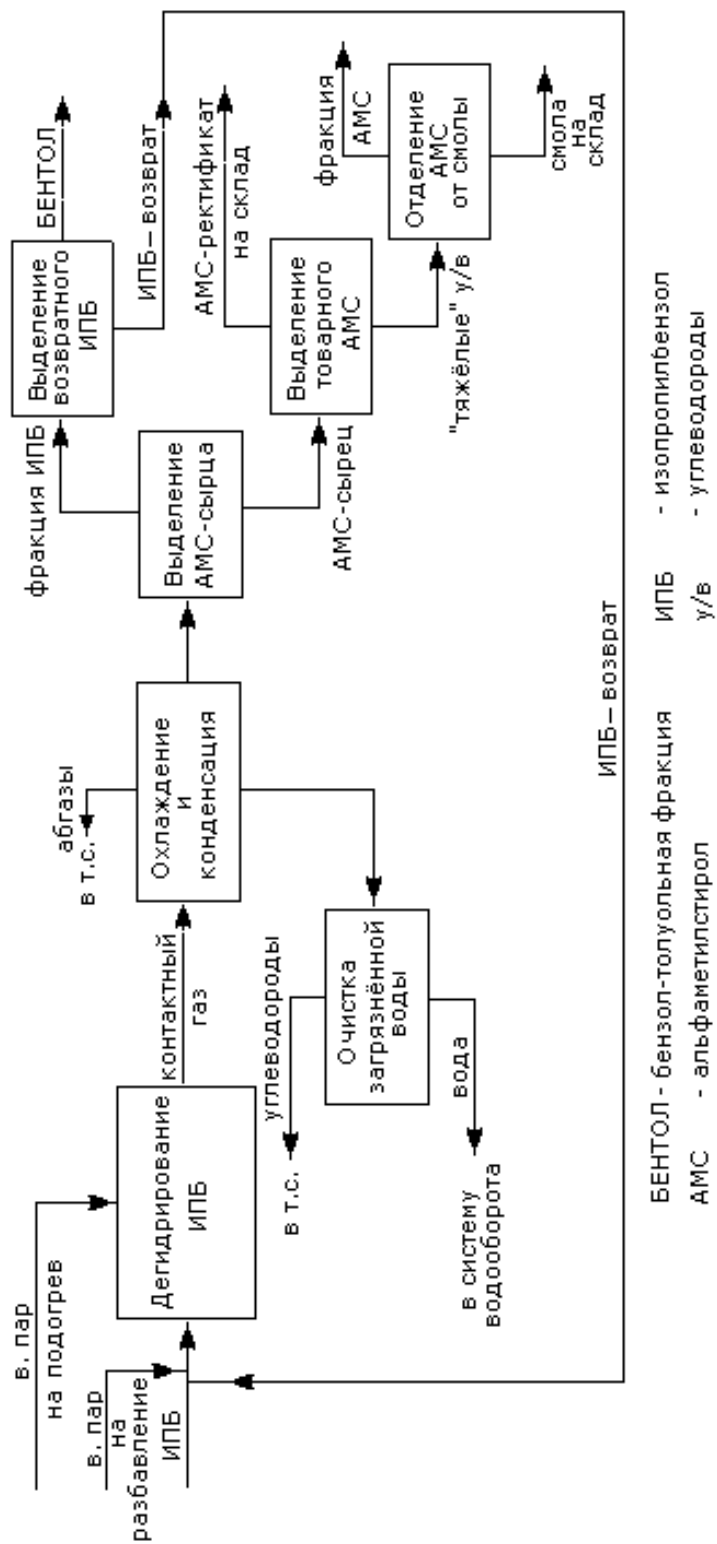 в. пар
на подогрев
в. пар
на
разбавление
ИПБ
Дегидрирование
ИПБ
контактный
газ
абгазы
в т.с.
Охлаждение
и
конденсация
углеводороды
в т.с.
Очистка
загрязнённой
воды
вода
в систему
водооборота
фракция ИПБ
Выделение
АМС-сырца
АМС-сырец
Выделение
возвратного
ИПБ
БЕНТОЛ
ИПБ— возврат
АМС-ректификат
на склад
Выделение
товарного
АМС
"тяжёлые" у/в
фракция
АМС
Отделение
АМС
от смолы
смола
на
склад
ИПБ— возврат
БЕНТОЛ - бензол-толуольная фракция
ИПБ - изопропилбензол
АМС - альфаметилстирол
у/в - углеводороды